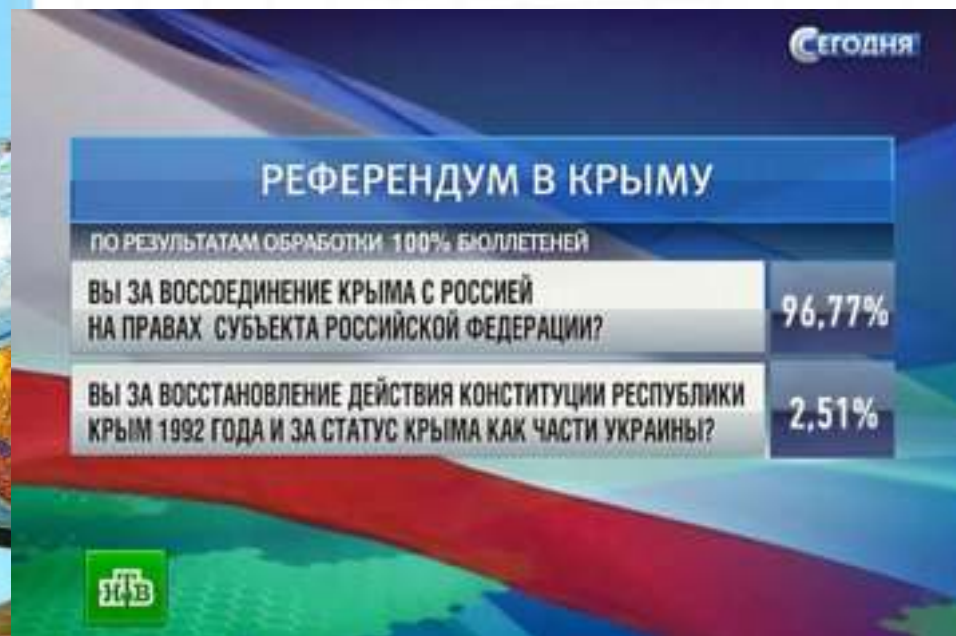 СЕГОДНЯ
РЕФЕРЕНДУМ В КРЫМУ
ПО РЕЗУЛЬТАТАМ ОБРАБОТКИ 100% БЮЛЛЕТЕНЕЙ
ВЫ ЗА ВОССОЕДИНЕНИЕ КРЫМА С РОССИЕЙ
НА ПРАВАХ СУБЪЕКТА РОССИЙСКОЙ ФЕДЕРАЦИИ?
96,77%
ВЫ ЗА ВОССТАНОВЛЕНИЕ ДЕЙСТВИЯ КОНСТИТУЦИИ РЕСПУБЛИКИ
КРЫМ 1992 ГОДА И ЗА СТАТУС КРЫМА КАК ЧАСТИ УКРАИНЫ?
2,51%
НТВ